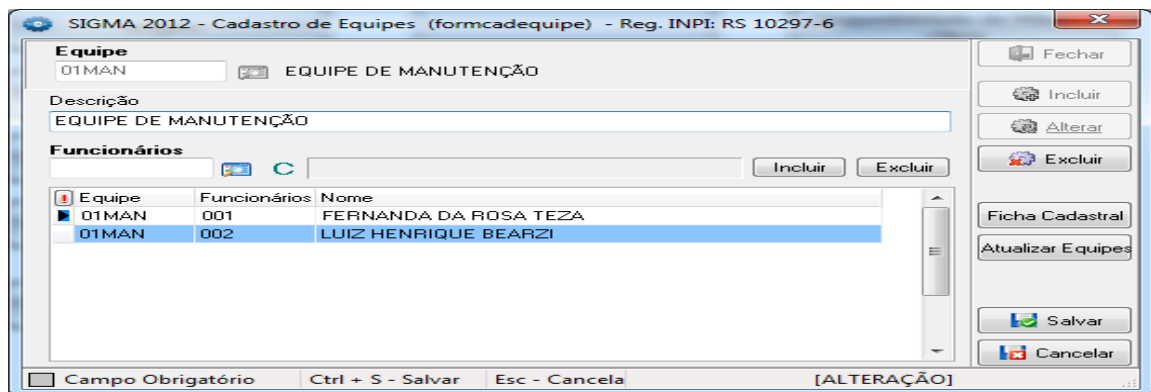 SIGMA 2012 - Cadastro de Equipes (formcadequipe) - Reg. INPI: RS 10297-6
Equipe
01MAN EQUIPE DE MANUTENÇÃO
Descrição
EQUIPE DE MANUTENÇÃO
Funcionários
C Incluir Excluir
Equipe Funcionários Nome
01MAN 001 FERNANDA DA ROSA TEZA
01MAN 002 LUIZ HENRIQUE BEARZI
Fechar
Incluir
Alterar
Excluir
Ficha Cadastral
Atualizar Equipes
Salvar
Cancelar
Campo Obrigatório Ctrl + S - Salvar Esc - Cancela [ALTERAÇÃO]